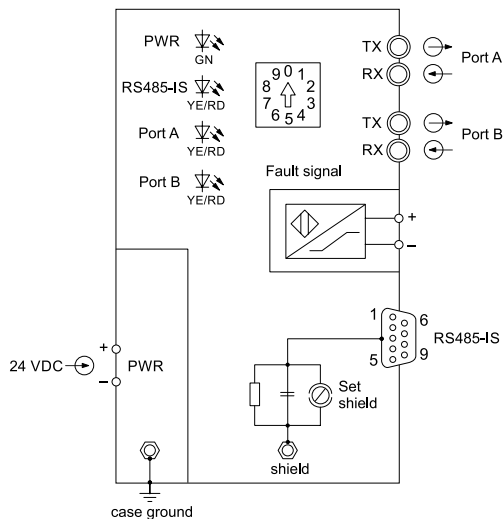 PWR
GN
RS485-IS
YE/RD
Port A
YE/RD
Port B
YE/RD
0 1 2 3 4 5 6 7 8 9
TX
Port A
RX
TX
Port B
RX
Fault signal
+
–
1
6
5
9
RS485-IS
24 VDC
+
–
PWR
Set
shield
shield
case ground